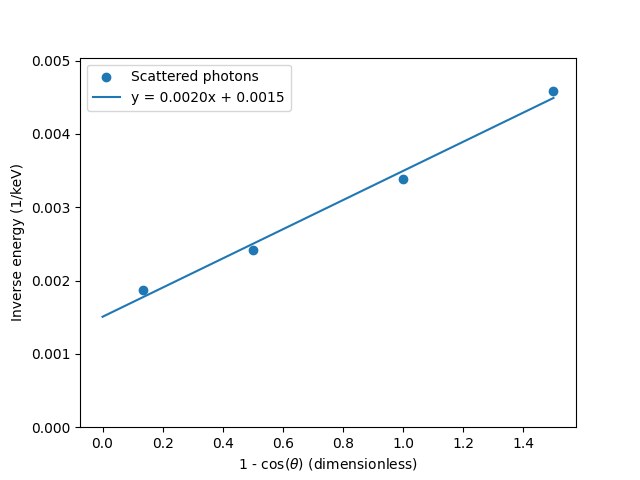 Scattered photons
y = 0.0020x + 0.0015
0.005
0.004
0.003
0.002
0.001
0.000
Inverse energy (1/keV)
0.0 0.2 0.4 0.6 0.8 1.0 1.2 1.4
1 - cos(θ) (dimensionless)